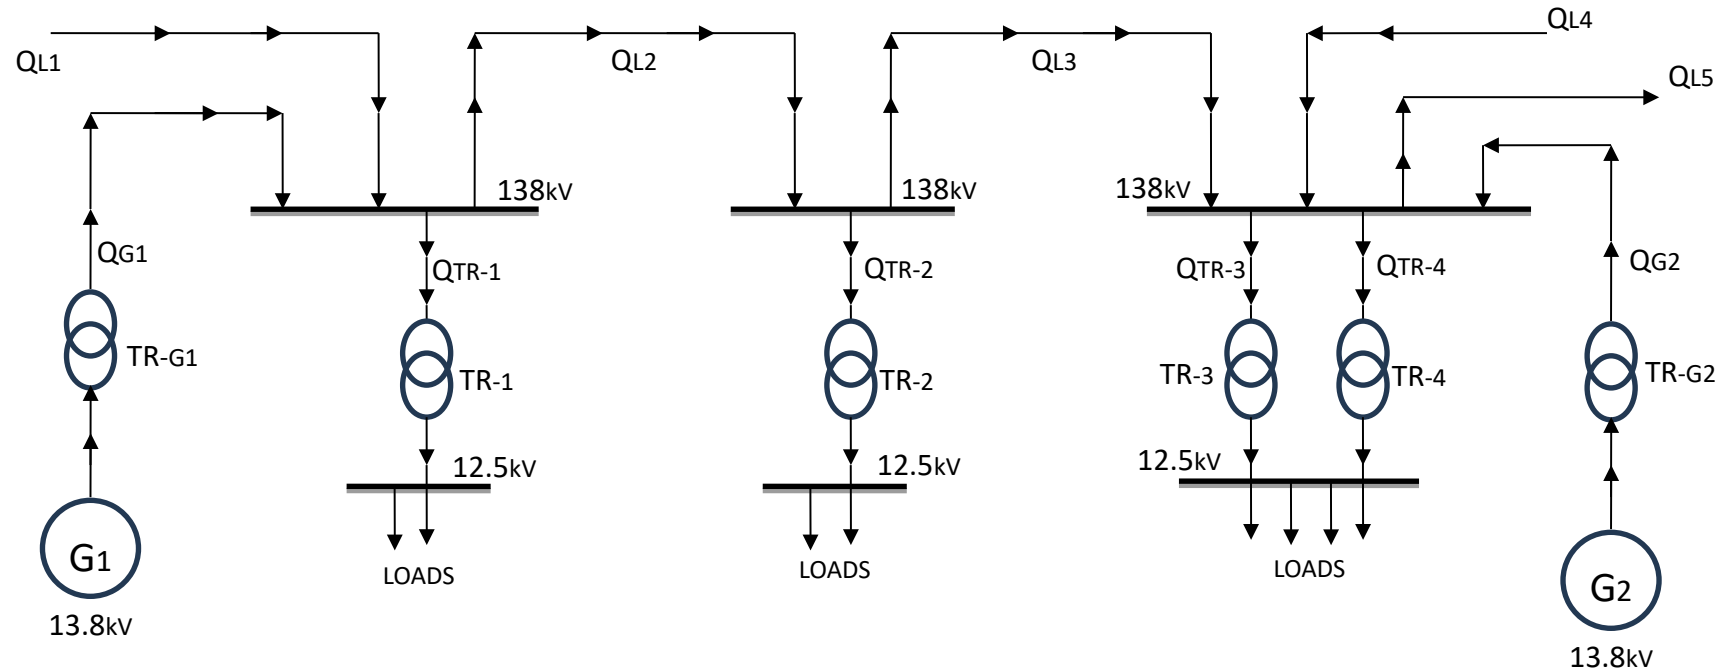 QL4
QL1
QL2
QL3
QL5
138kV
138kV
138kV
QG1
QTR-1
QTR-2
QTR-3
QTR-4
QG2
TR-G1
TR-1
TR-2
TR-3
TR-4
TR-G2
12.5kV
12.5kV
12.5kV
G1
LOADS
LOADS
LOADS
G2
13.8kV
13.8kV